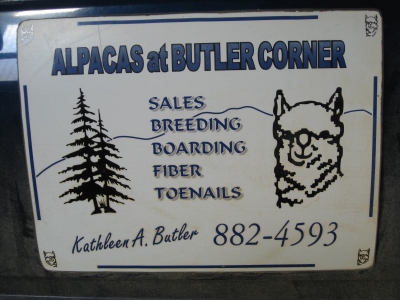 ALPACAS at BUTLER CORNER
SALES
BREEDING
BOARDING
FIBER
TOENAILS
Kathleen A. Butler 882-4593